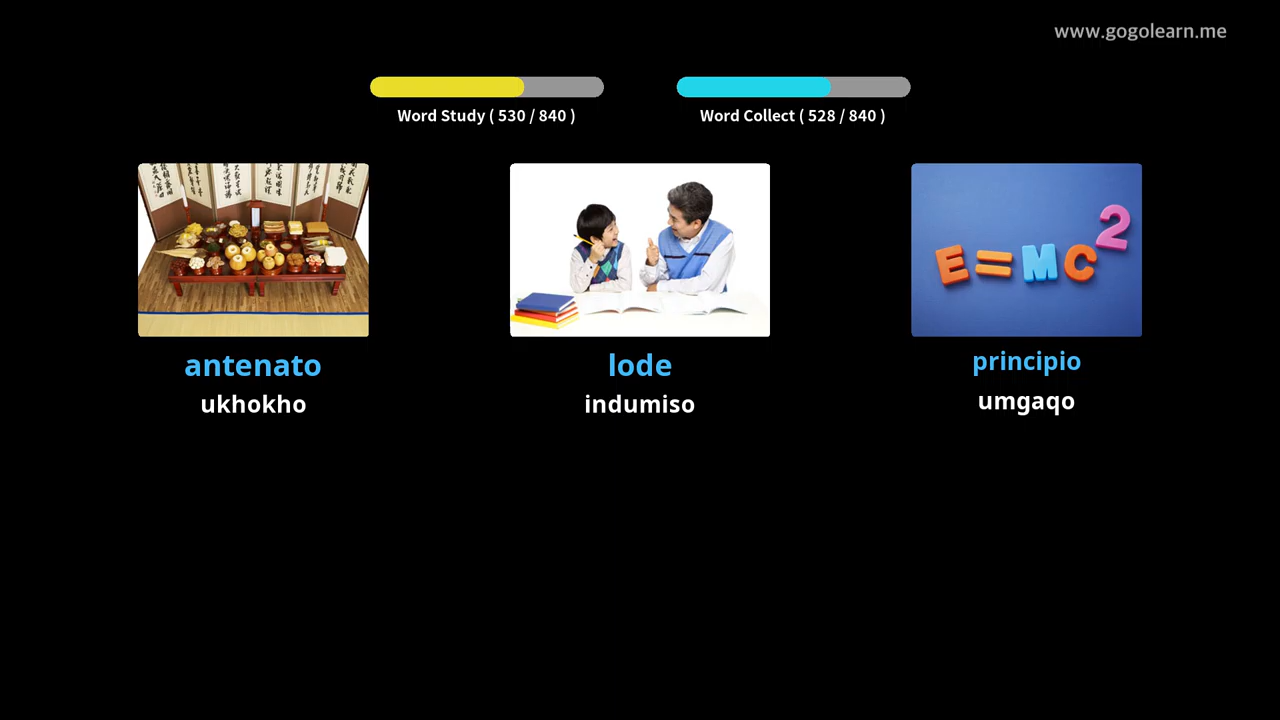 www.gogolearn.me
Word Study ( 530 / 840 )
Word Collect ( 528 / 840 )
E=MC2
antenato
ukhokho
lode
indumiso
principio
umgaqo